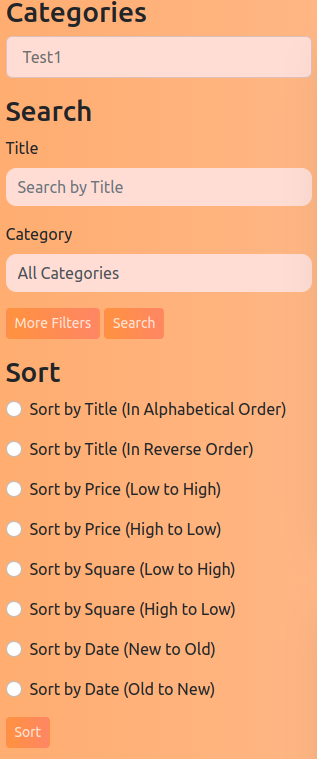 Categories
Test1
Search
Title
Search by Title
Category
All Categories
More Filters Search
Sort
Sort by Title (In Alphabetical Order)
Sort by Title (In Reverse Order)
Sort by Price (Low to High)
Sort by Price (High to Low)
Sort by Square (Low to High)
Sort by Square (High to Low)
Sort by Date (New to Old)
Sort by Date (Old to New)
Sort